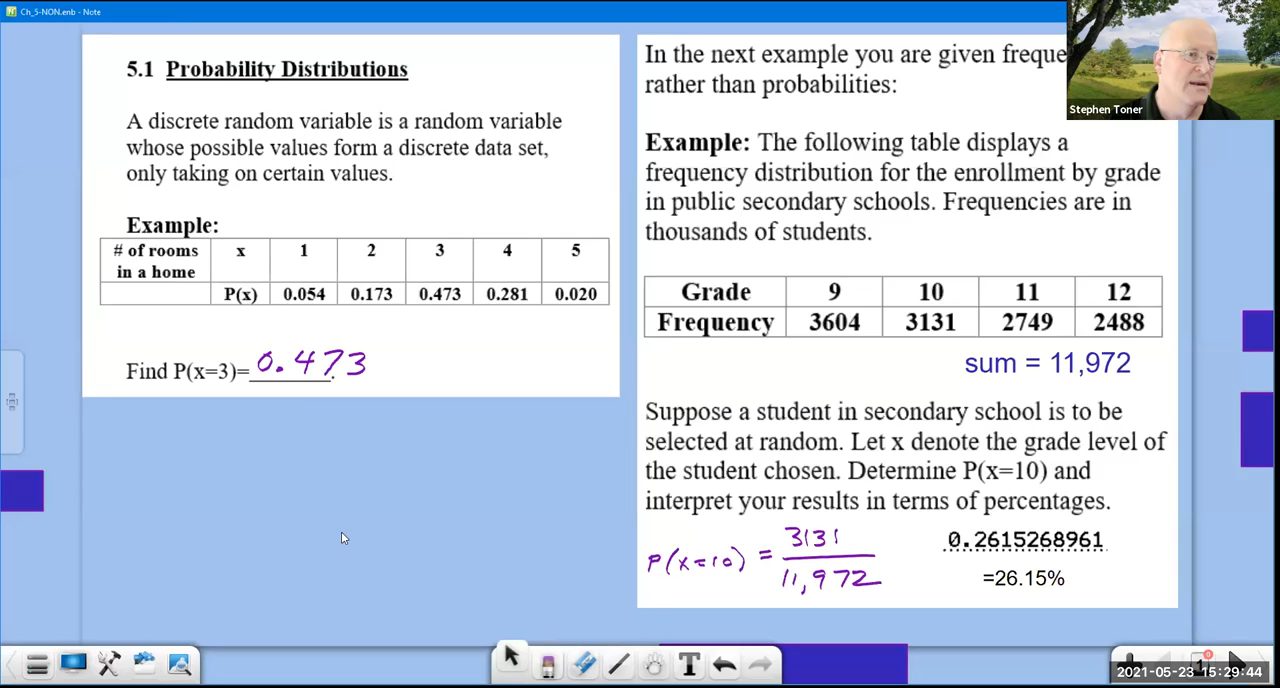 Ch_5-NON.enb - Note
5.1 Probability Distributions
A discrete random variable is a random variable
whose possible values form a discrete data set,
only taking on certain values.
Example:
# of rooms in a home x 1 2 3 4 5
P(x) 0.054 0.173 0.473 0.281 0.020
Find P(x=3)= 0.473.
In the next example you are given freque
rather than probabilities:
Example: The following table displays a
frequency distribution for the enrollment by grade
in public secondary schools. Frequencies are in
thousands of students.
Grade 9 10 11 12
Frequency 3604 3131 2749 2488
sum = 11,972
Suppose a student in secondary school is to be
selected at random. Let x denote the grade level of
the student chosen. Determine P(x=10) and
interpret your results in terms of percentages.
P(x=10) = 3131
11,972
0.2615268961
=26.15%
Stephen Toner
T
1
2021-05-23 15:29:44